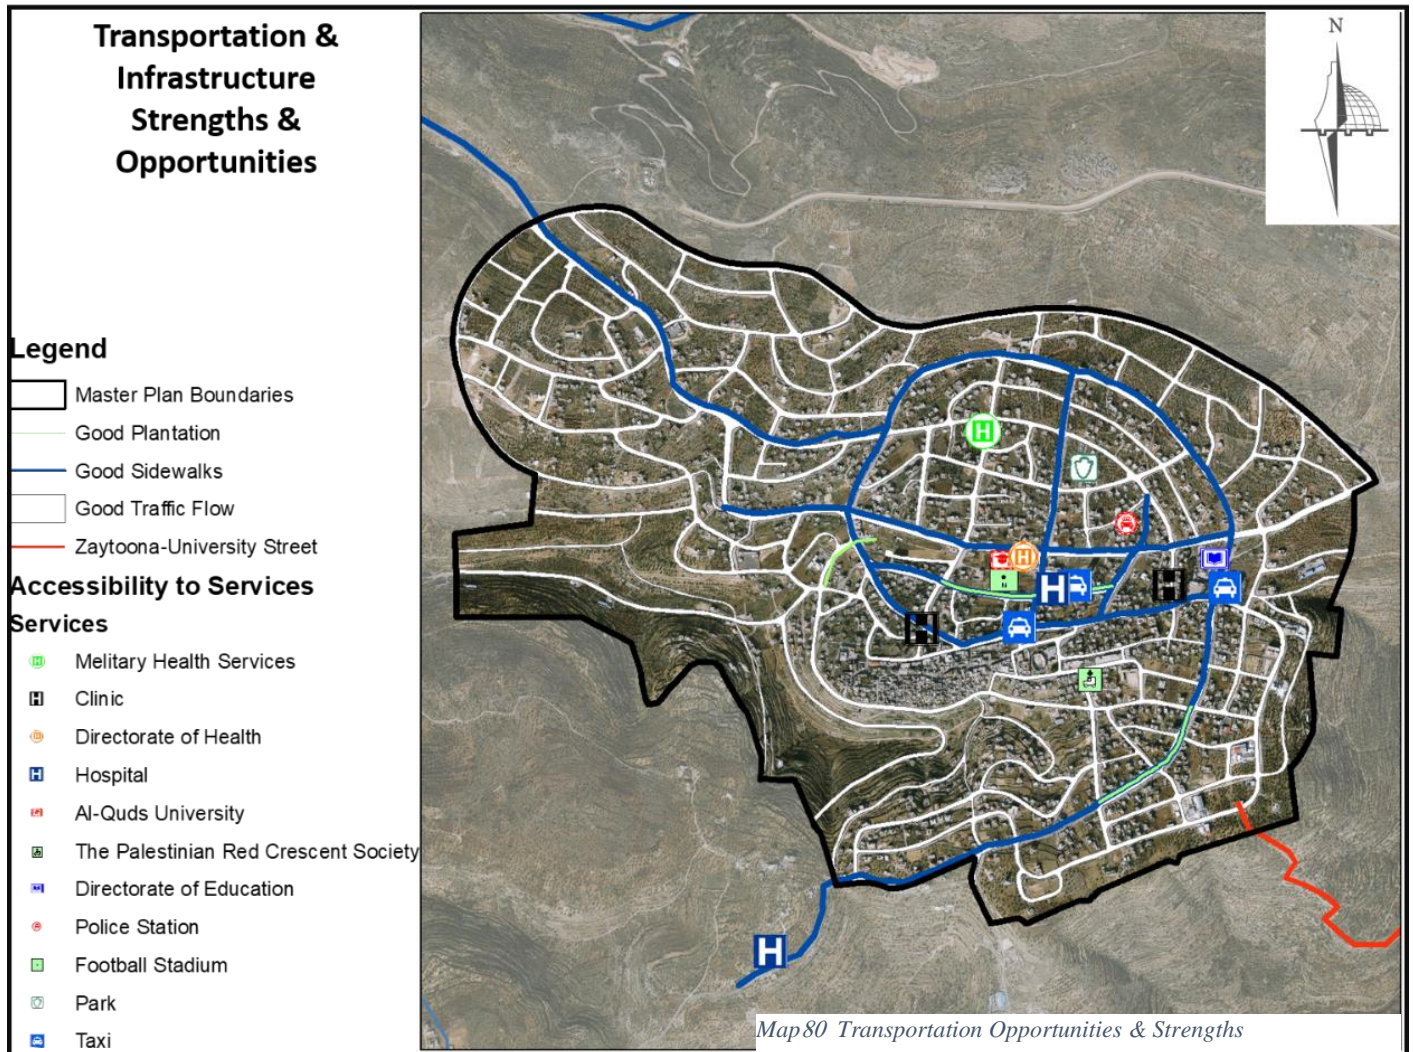 Transportation &
Infrastructure
Strengths &
Opportunities
N
Legend
Master Plan Boundaries
Good Plantation
Good Sidewalks
Good Traffic Flow
Zaytoona-University Street
Accessibility to Services
Services
H Melitary Health Services
H Clinic
H Directorate of Health
H Hospital
Al-Quds University
The Palestinian Red Crescent Society
Directorate of Education
Police Station
Football Stadium
Park
Taxi
H
H
H
H
H
H
Map80 Transportation Opportunities & Strengths